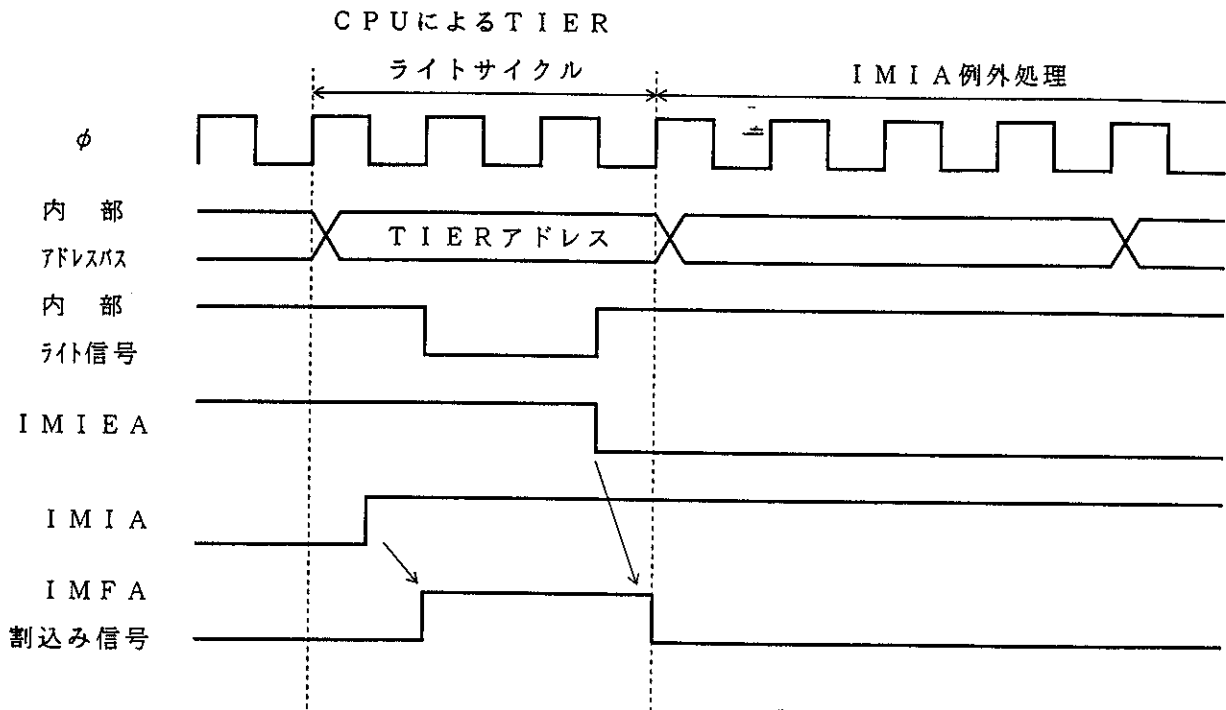 CPUによるTIER
ライトサイクル
IMIA例外処理
φ
内 部
アドレスバス
TIERアドレス
内 部
ライト信号
IMIEA
IMIA
IMFA
割込み信号